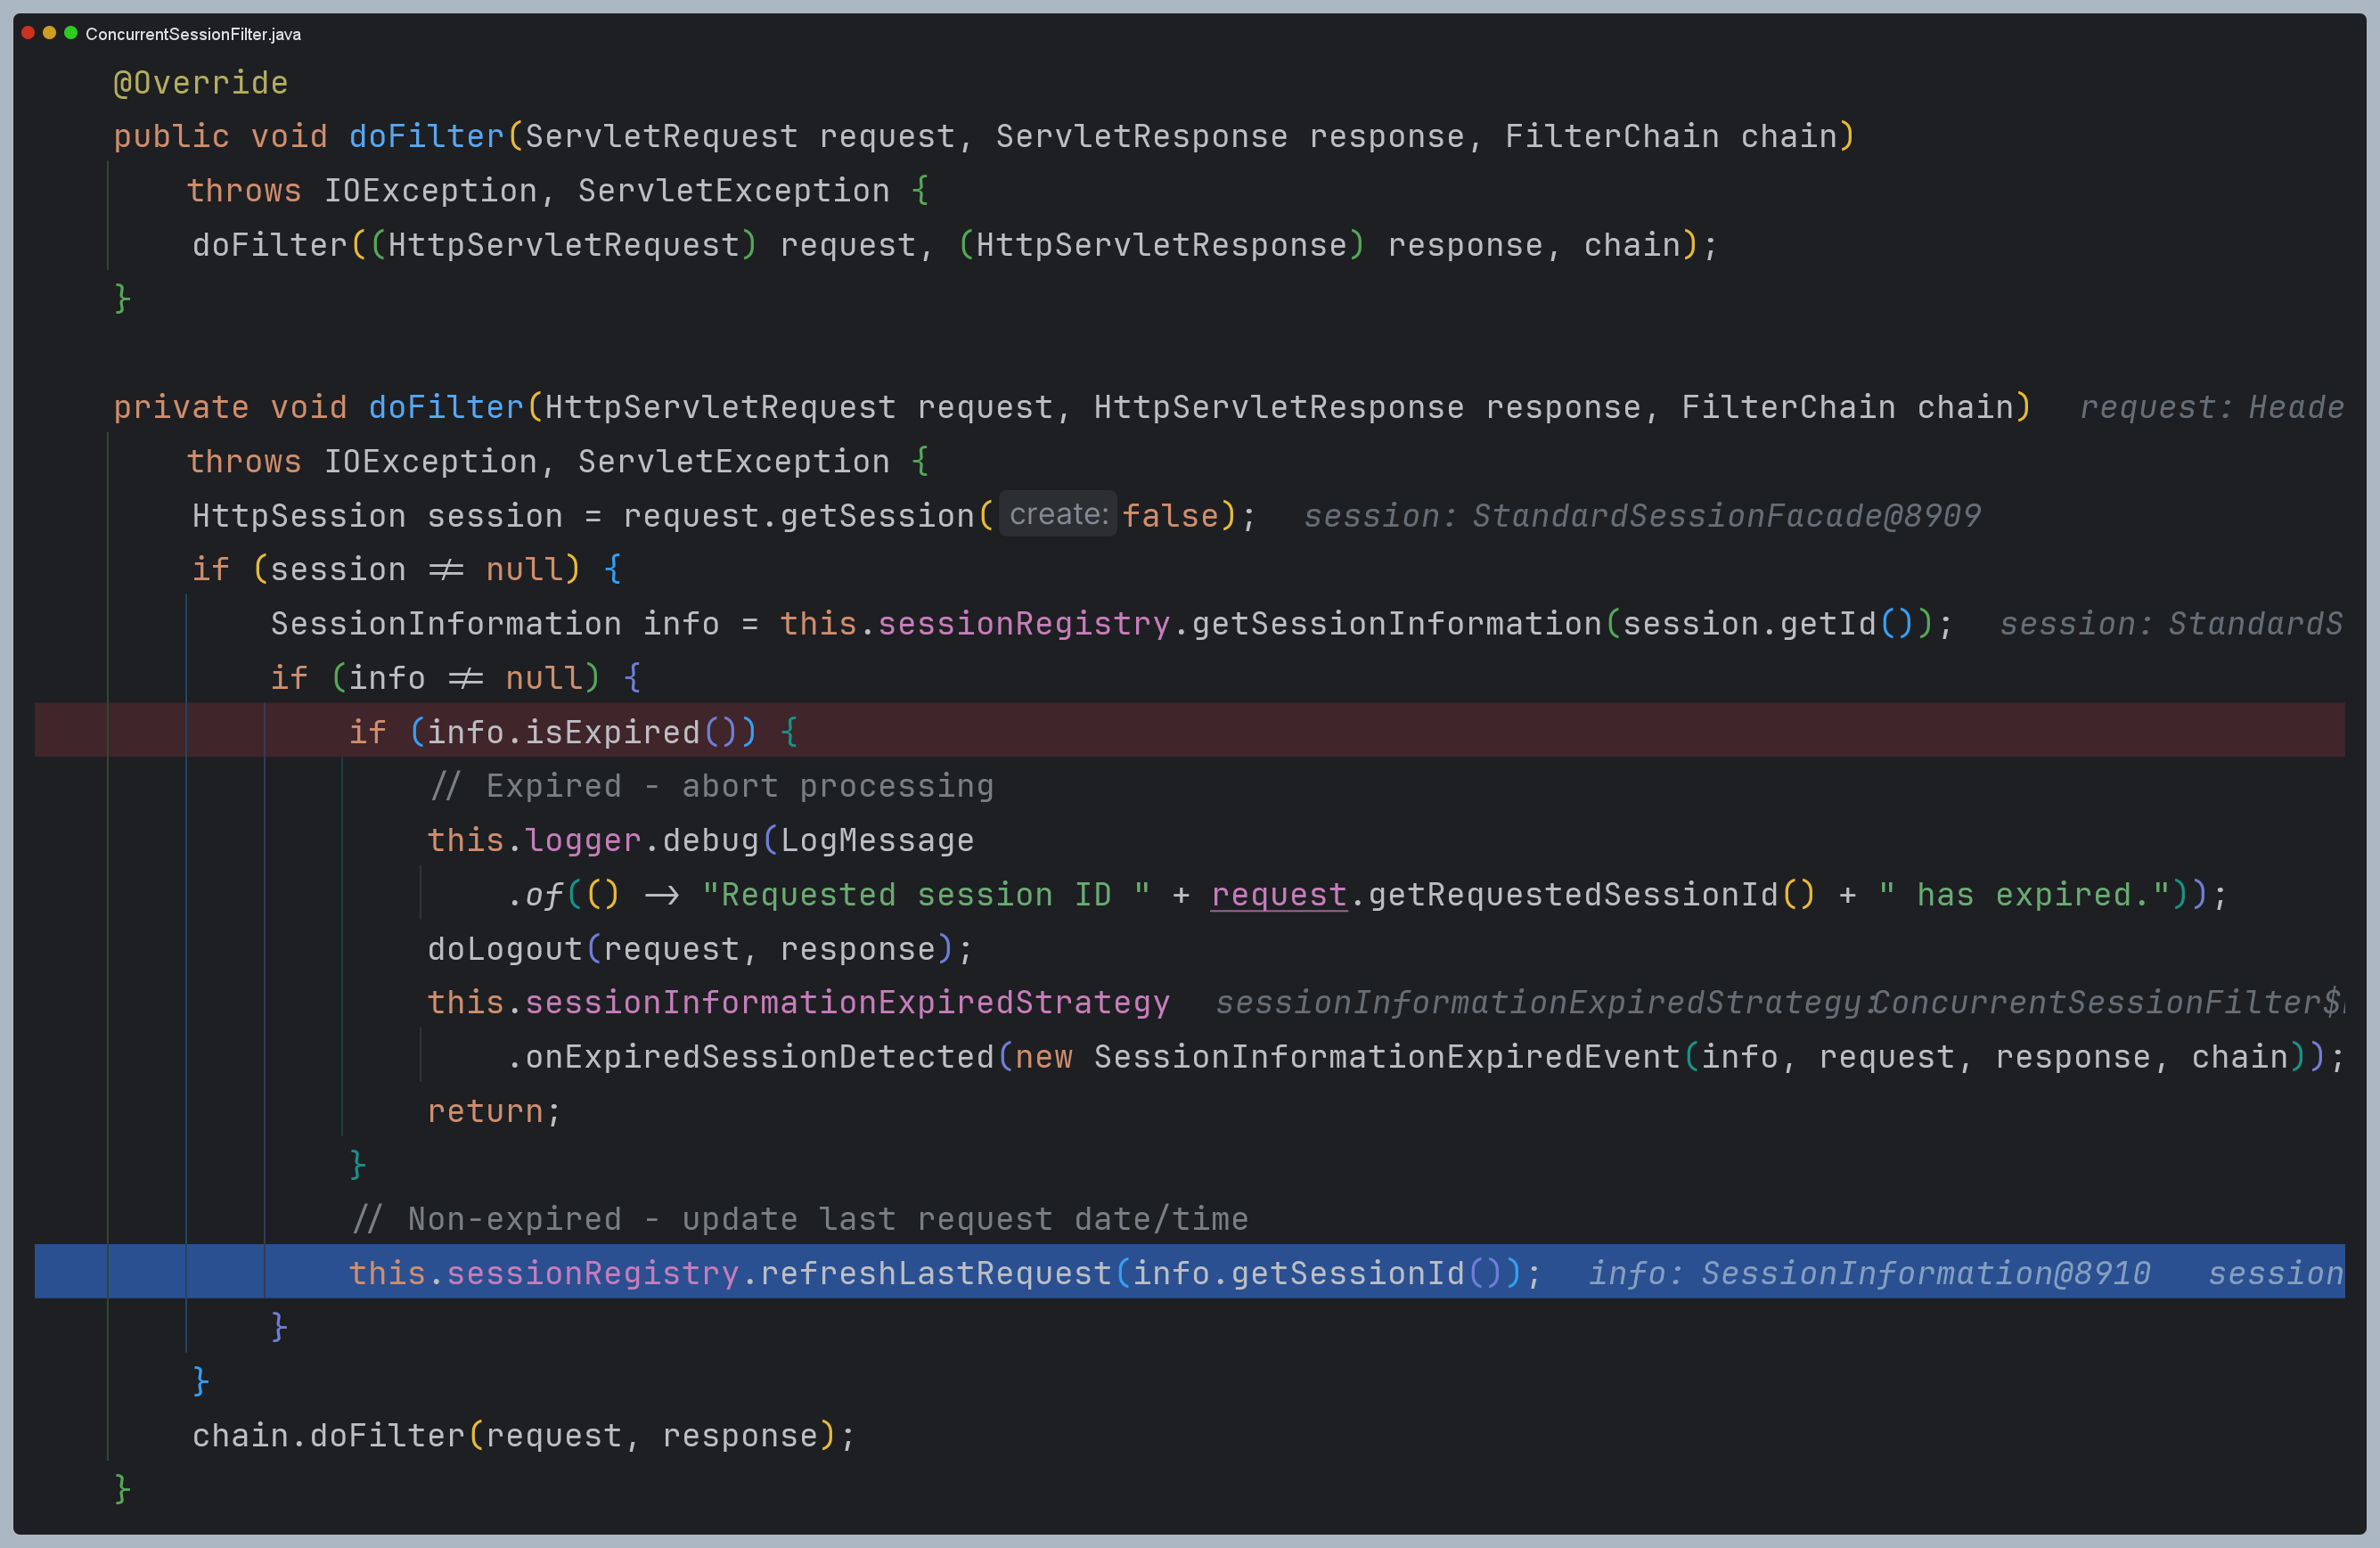 ConcurrentSessionFilter.java
@Override
public void doFilter(ServletRequest request, ServletResponse response, FilterChain chain)
throws IOException, ServletException {
doFilter((HttpServletRequest) request, (HttpServletResponse) response, chain);
}
private void doFilter(HttpServletRequest request, HttpServletResponse response, FilterChain chain) request: Heade
throws IOException, ServletException {
HttpSession session = request.getSession( create: false); session: StandardSessionFacade@8909
if (session != null) {
SessionInformation info = this.sessionRegistry.getSessionInformation(session.getId()); session: StandardS
if (info != null) {
if (info.isExpired()) {
// Expired - abort processing
this.logger.debug(LogMessage
.of(() -> "Requested session ID " + request.getRequestedSessionId() + " has expired."));
doLogout(request, response);
this.sessionInformationExpiredStrategy sessionInformationExpiredStrategy: ConcurrentSessionFilter$
.onExpiredSessionDetected(new SessionInformationExpiredEvent(info, request, response, chain));
return;
}
// Non-expired - update last request date/time
this.sessionRegistry.refreshLastRequest(info.getSessionId()); info: SessionInformation@8910 session
}
}
chain.doFilter(request, response);
}